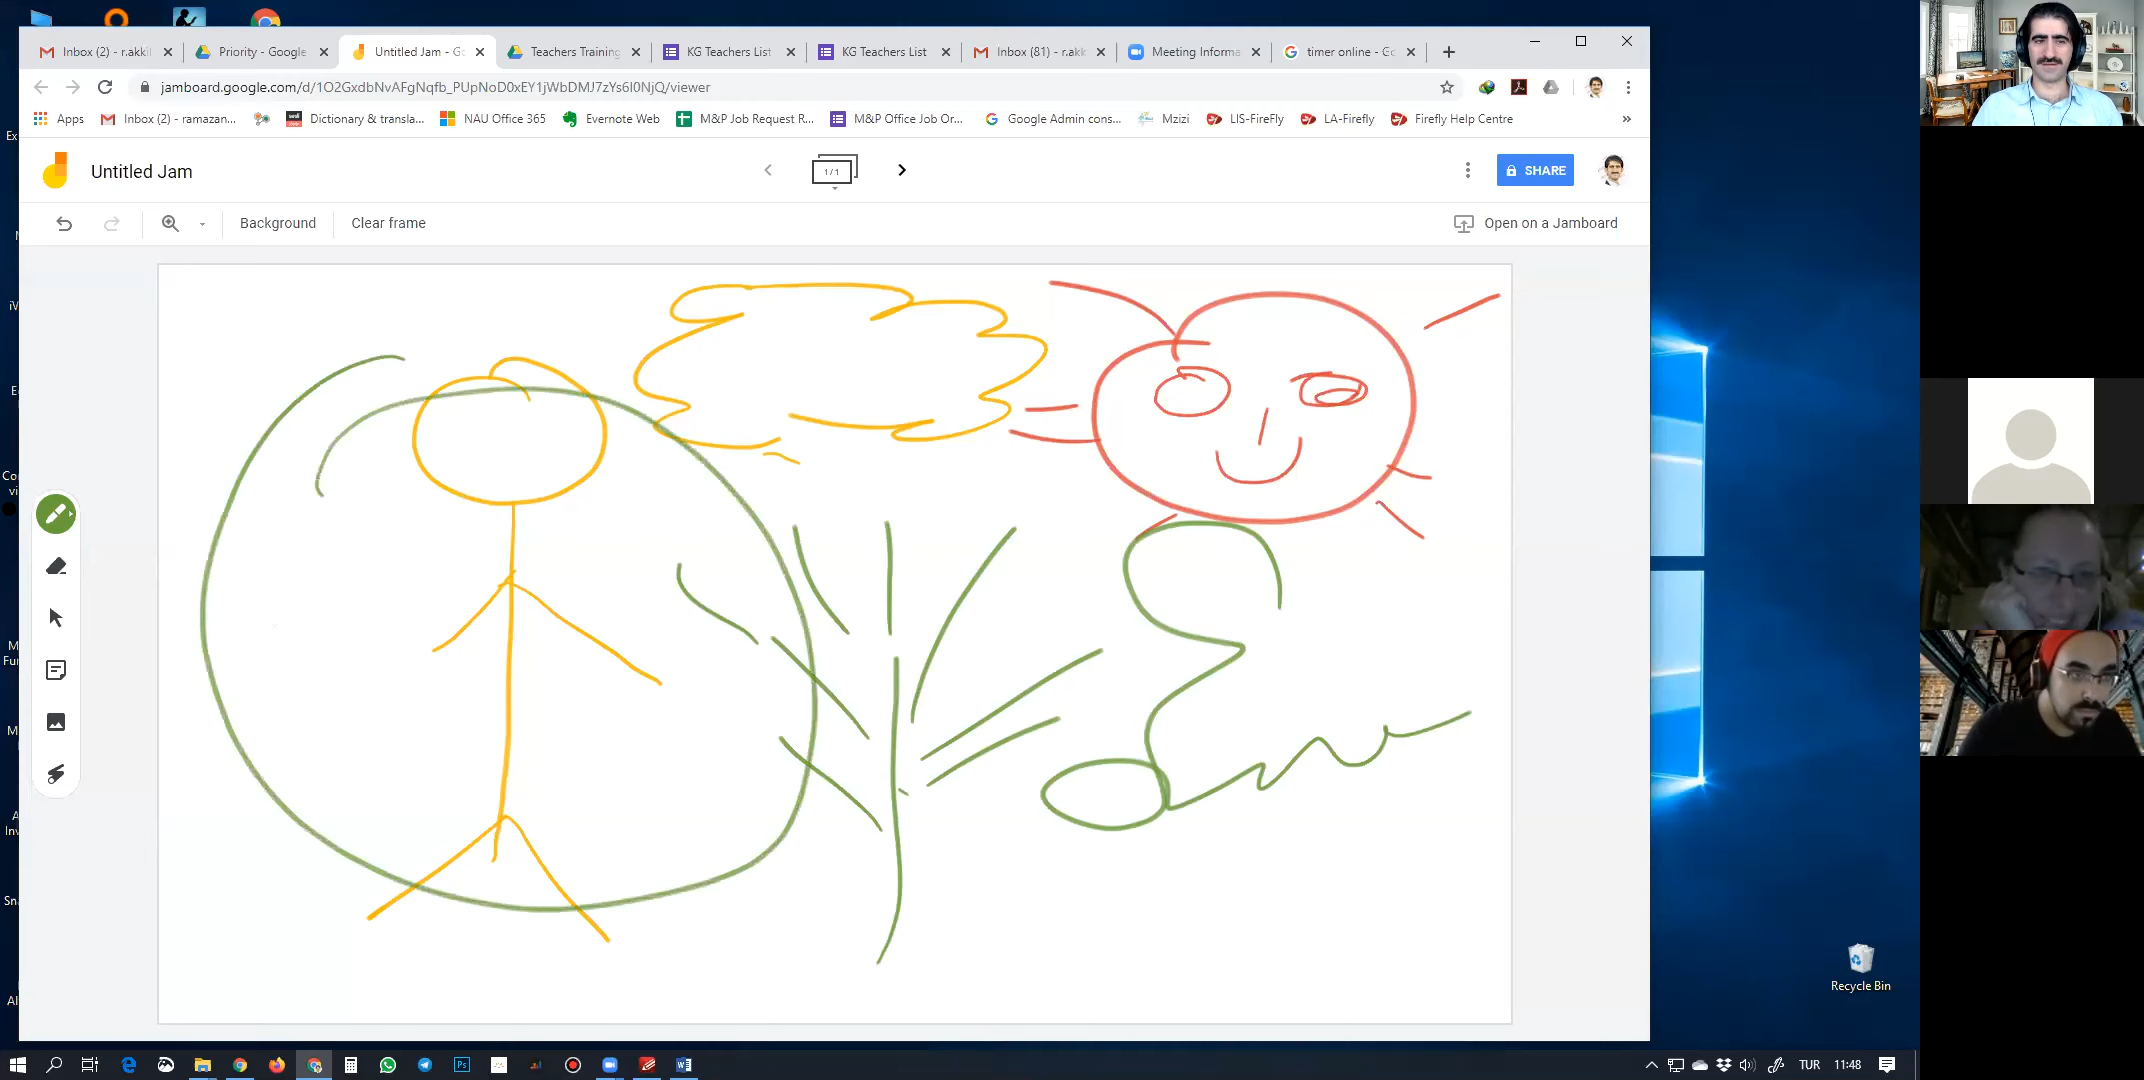 Inbox (2) - r.akki
Priority - Google
Untitled Jam - Go
Teachers Training
KG Teachers List
KG Teachers List
Inbox (81) - r.akk
Meeting Informa
timer online - Go
jamboard.google.com/d/1O2GxdbNvAFgNqfb_PUpNoD0xEY1jWbDMJ7zYs6I0NjQ/viewer
Apps
Inbox (2) - ramazan...
Dictionary & transla...
NAU Office 365
Evernote Web
M&P Job Request R...
M&P Office Job Or...
Google Admin cons...
Mzizi
LIS-FireFly
LA-Firefly
Firefly Help Centre
»
Untitled Jam
1 / 1
SHARE
Background
Clear frame
Open on a Jamboard
Recycle Bin
TUR
11:48